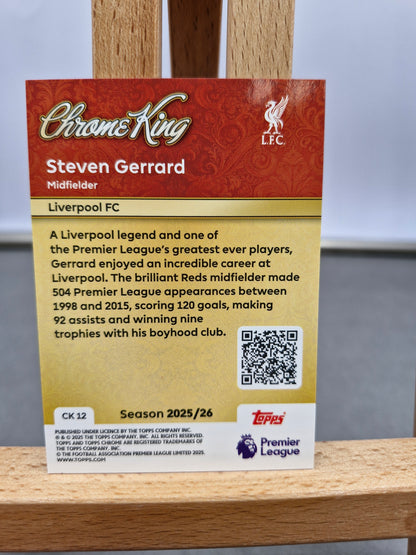 Chrome King
L.F.C.
Steven Gerrard
Midfielder
Liverpool FC
A Liverpool legend and one of
the Premier League's greatest ever players,
Gerrard enjoyed an incredible career at
Liverpool. The brilliant Reds midfielder made
504 Premier League appearances between
1998 and 2015, scoring 120 goals, making
92 assists and winning nine
trophies with his boyhood club.
CK 12
Season 2025/26
topps
PUBLISHED UNDER LICENCE BY THE TOPPS COMPANY INC.
® & © 2025 THE TOPPS COMPANY, INC. ALL RIGHTS RESERVED.
TOPPS AND TOPPS CHROME ARE REGISTERED TRADEMARKS OF
THE TOPPS COMPANY, INC.
© THE FOOTBALL ASSOCIATION PREMIER LEAGUE LIMITED 2025.
WWW.TOPPS.COM
Premier
League